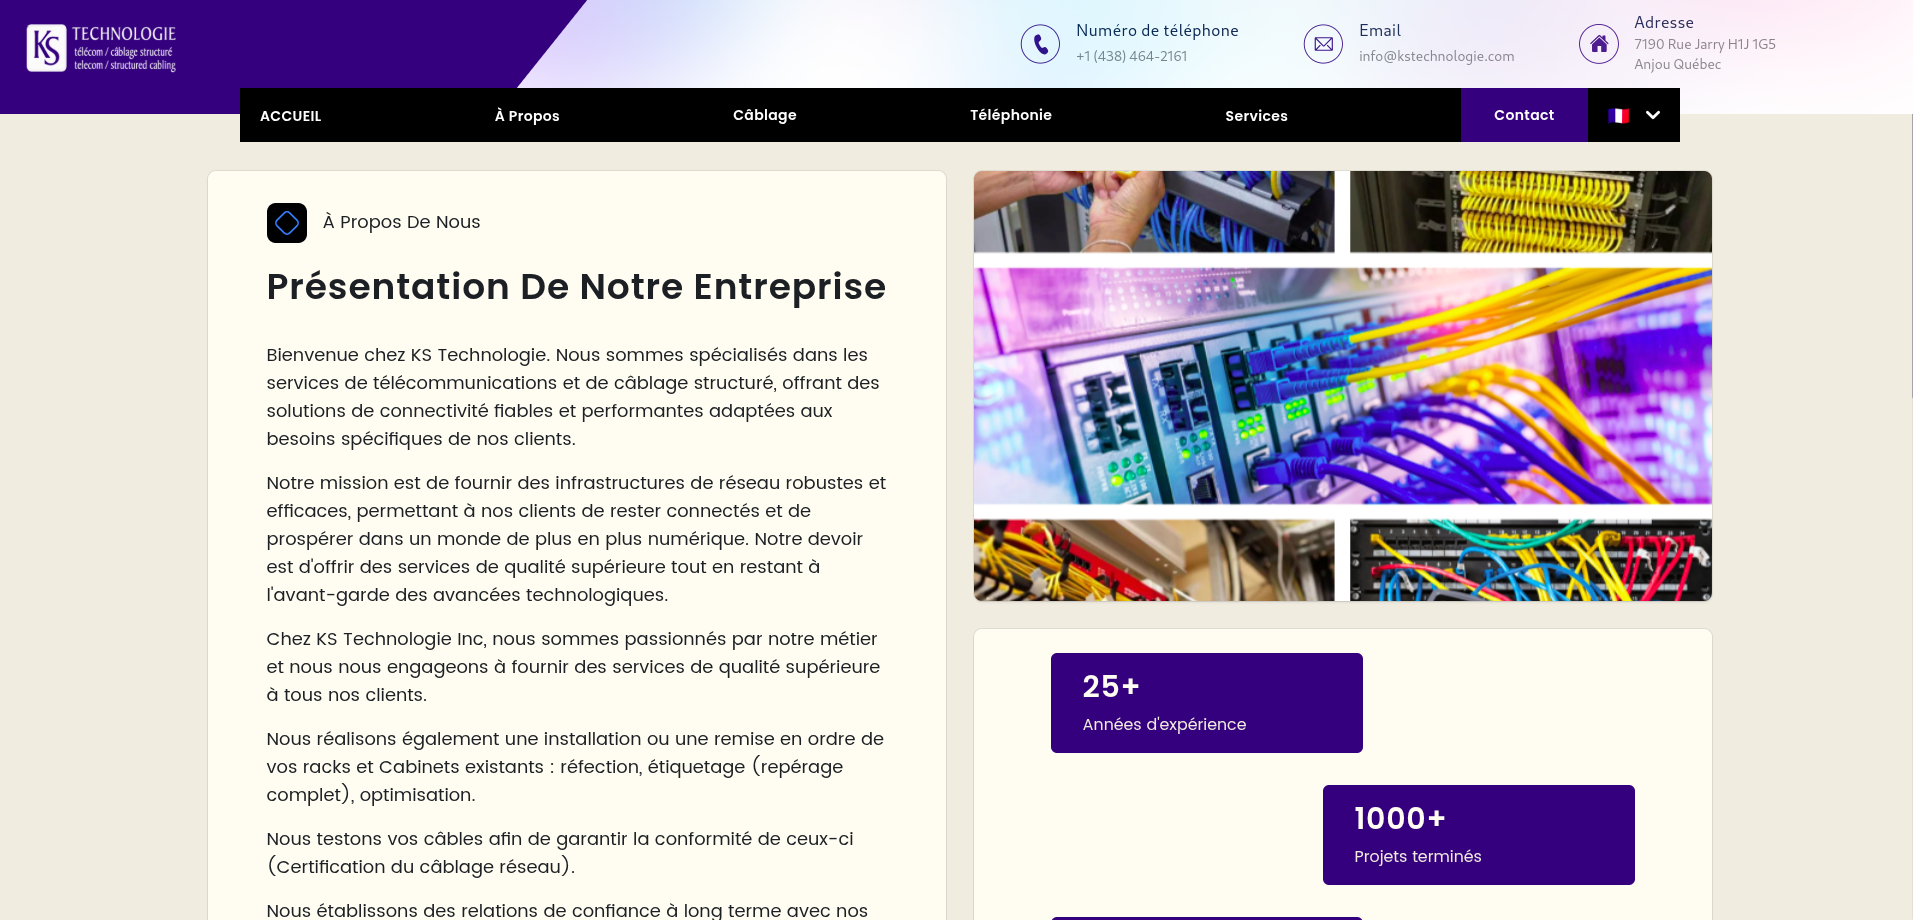 KS TECHNOLOGIE
télécom / câblage structuré
telecom / structured cabling
Numéro de téléphone
+1 (438) 464-2161
Email
info@kstechnologie.com
Adresse
7190 Rue Jarry H1J 1G5
Anjou Québec
ACCUEIL
À Propos
Câblage
Téléphonie
Services
Contact
À Propos De Nous
Présentation De Notre Entreprise
Bienvenue chez KS Technologie. Nous sommes spécialisés dans les
services de télécommunications et de câblage structuré, offrant des
solutions de connectivité fiables et performantes adaptées aux
besoins spécifiques de nos clients.
Notre mission est de fournir des infrastructures de réseau robustes et
efficaces, permettant à nos clients de rester connectés et de
prospérer dans un monde de plus en plus numérique. Notre devoir
est d'offrir des services de qualité supérieure tout en restant à
l'avant-garde des avancées technologiques.
Chez KS Technologie Inc, nous sommes passionnés par notre métier
et nous nous engageons à fournir des services de qualité supérieure
à tous nos clients.
Nous réalisons également une installation ou une remise en ordre de
vos racks et Cabinets existants : réfection, étiquetage (repérage
complet), optimisation.
Nous testons vos câbles afin de garantir la conformité de ceux-ci
(Certification du câblage réseau).
Nous établissons des relations de confiance à long terme avec nos
25+
Années d'expérience
1000+
Projets terminés